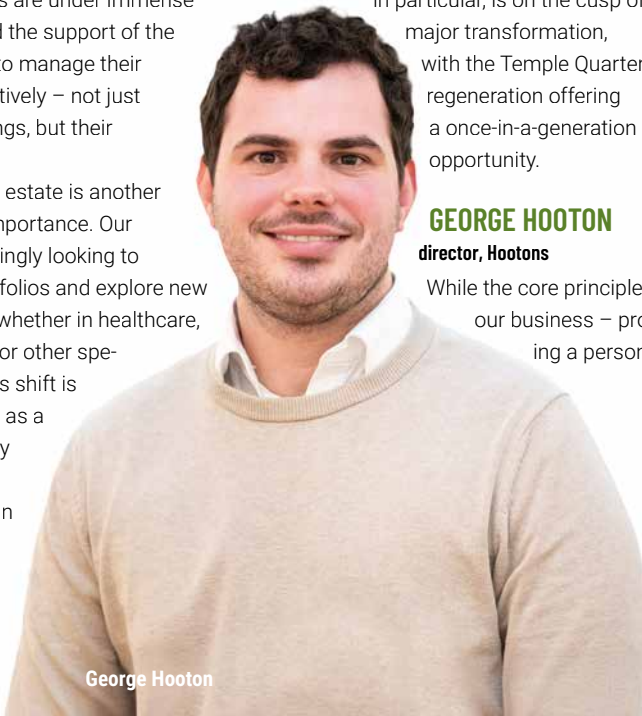 s are under immense
d the support of the
to manage their
tively – not just
ngs, but their
estate is another
mportance. Our
ingly looking to
folios and explore new
whether in healthcare,
or other spe-
s shift is
as a
y
n
in particular, is on the cusp of
major transformation,
with the Temple Quarter
regeneration offering
a once-in-a-generation
opportunity.
GEORGE HOOTON
director, Hootons
While the core principle
our business – pro
ing a person
George Hooton